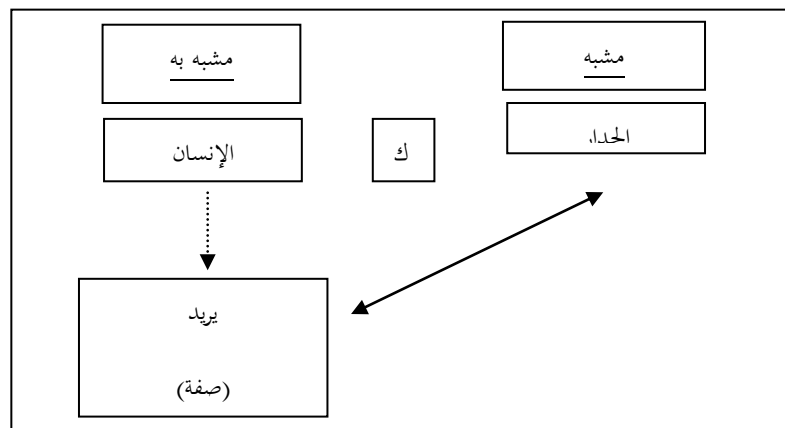 مشبه
مشبه به
الجدار
ك
الإنسان
يريد
(صفة)